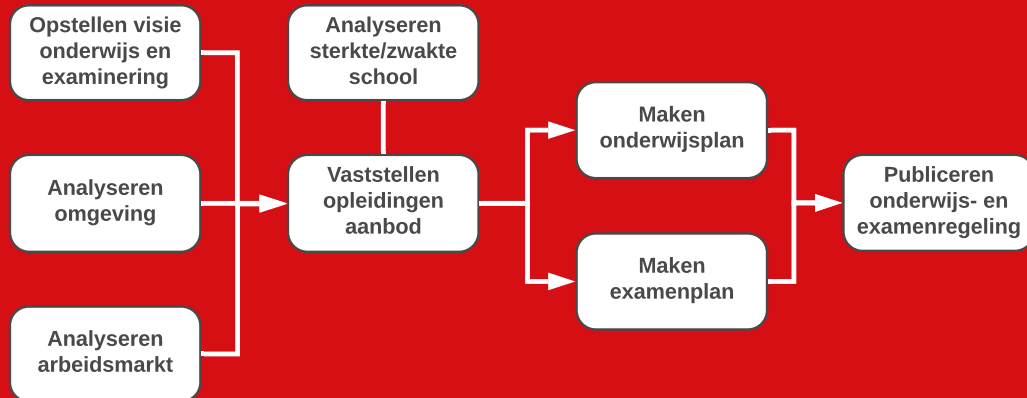 Opstellen visie
onderwijs en
examinering
Analyseren
omgeving
Analyseren
arbeidsmarkt
Analyseren
sterkte/zwakte
school
Vaststellen
opleidingen
aanbod
Maken
onderwijsplan
Maken
examenplan
Publiceren
onderwijs- en
examenregeling